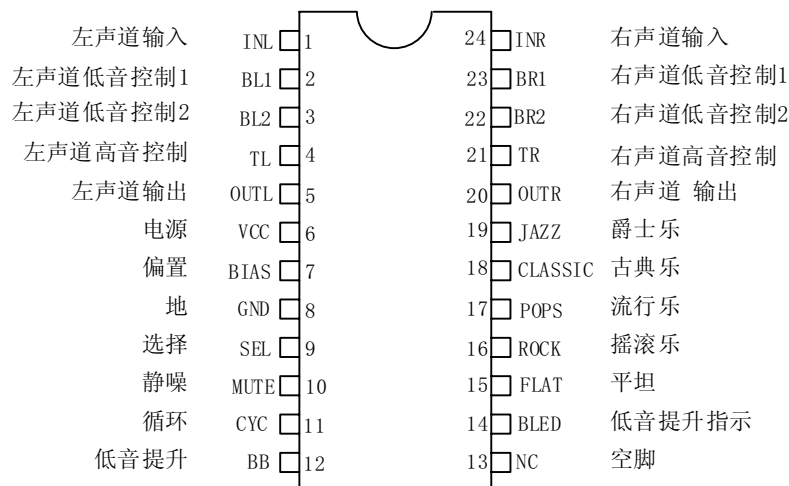 左声道输入 INL 1 24 INR 右声道输入
左声道低音控制1 BL1 2 23 BR1 右声道低音控制1
左声道低音控制2 BL2 3 22 BR2 右声道低音控制2
左声道高音控制 TL 4 21 TR 右声道高音控制
左声道输出 OUTL 5 20 OUTR 右声道 输出
电源 VCC 6 19 JAZZ 爵士乐
偏置 BIAS 7 18 CLASSIC 古典乐
地 GND 8 17 POPS 流行乐
选择 SEL 9 16 ROCK 摇滚乐
静噪 MUTE 10 15 FLAT 平坦
循环 CYC 11 14 BLED 低音提升指示
低音提升 BB 12 13 NC 空脚